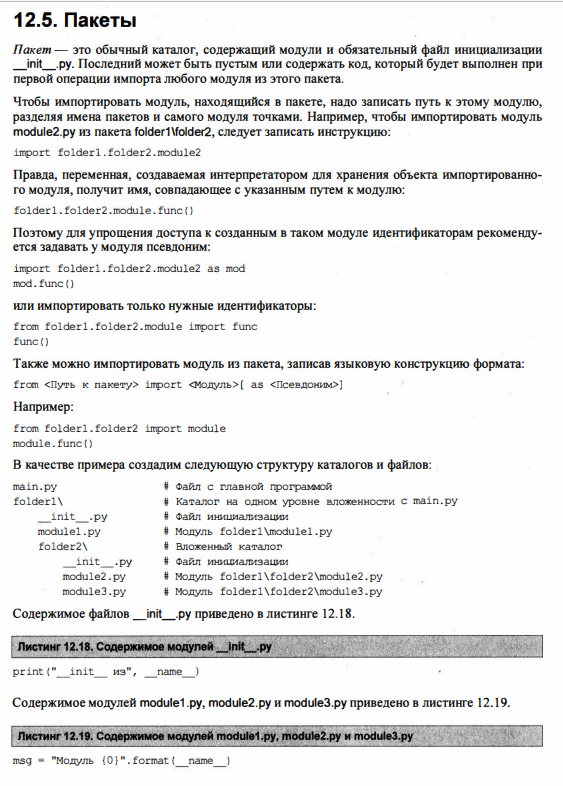 12.5. Пакеты
Пакет — это обычный каталог, содержащий модули и обязательный файл инициализации
__init__.py. Последний может быть пустым или содержать код, который будет выполнен при
первой операции импорта любого модуля из этого пакета.
Чтобы импортировать модуль, находящийся в пакете, надо записать путь к этому модулю,
разделяя имена пакетов и самого модуля точками. Например, чтобы импортировать модуль
module2.py из пакета folder1\folder2, следует записать инструкцию:
import folder1.folder2.module2
Правда, переменная, создаваемая интерпретатором для хранения объекта импортированно-
го модуля, получит имя, совпадающее с указанным путем к модулю:
folder1.folder2.module.func()
Поэтому для упрощения доступа к созданным в таком модуле идентификаторам рекоменду-
ется задавать у модуля псевдоним:
import folder1.folder2.module2 as mod
mod.func()
или импортировать только нужные идентификаторы:
from folder1.folder2.module import func
func()
Также можно импортировать модуль из пакета, записав языковую конструкцию формата:
from <Путь к пакету> import <Модуль>[ as <Псевдоним>]
Например:
from folder1.folder2 import module
module.func()
В качестве примера создадим следующую структуру каталогов и файлов:
main.py # Файл с главной программой
folder1\ # Каталог на одном уровне вложенности с main.py
__init__.py # Файл инициализации
module1.py # Модуль folder1\module1.py
folder2\ # Вложенный каталог
__init__.py # Файл инициализации
module2.py # Модуль folder1\folder2\module2.py
module3.py # Модуль folder1\folder2\module3.py
Содержимое файлов __init__.py приведено в листинге 12.18.
Листинг 12.18. Содержимое модулей __init__.py
print("__init__ из", __name__)
Содержимое модулей module1.py, module2.py и module3.py приведено в листинге 12.19.
Листинг 12.19. Содержимое модулей module1.py, module2.py и module3.py
msg = "Модуль {0}".format(__name__)